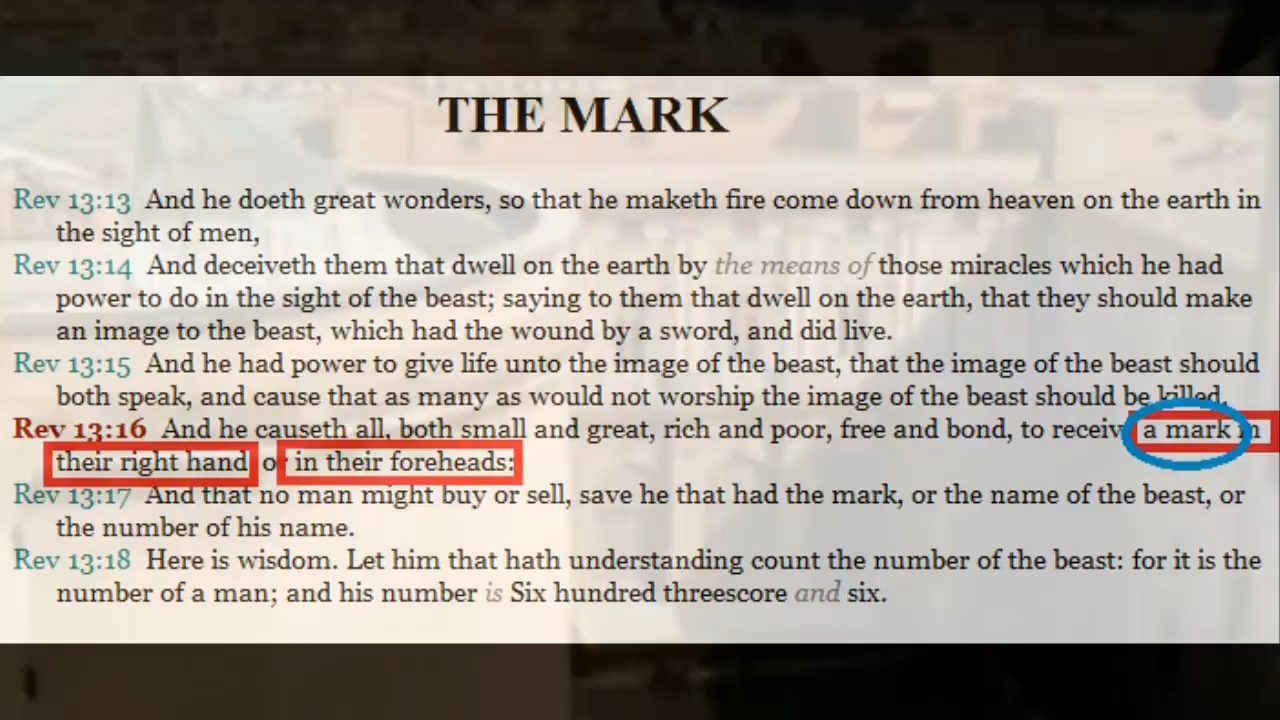 THE MARK
Rev 13:13 And he doeth great wonders, so that he maketh fire come down from heaven on the earth in
the sight of men,
Rev 13:14 And deceiveth them that dwell on the earth by the means of those miracles which he had
power to do in the sight of the beast; saying to them that dwell on the earth, that they should make
an image to the beast, which had the wound by a sword, and did live.
Rev 13:15 And he had power to give life unto the image of the beast, that the image of the beast should
both speak, and cause that as many as would not worship the image of the beast should be killed.
Rev 13:16 And he causeth all, both small and great, rich and poor, free and bond, to receive a mark in
their right hand or in their foreheads:
Rev 13:17 And that no man might buy or sell, save he that had the mark, or the name of the beast, or
the number of his name.
Rev 13:18 Here is wisdom. Let him that hath understanding count the number of the beast: for it is the
number of a man; and his number is Six hundred threescore and six.